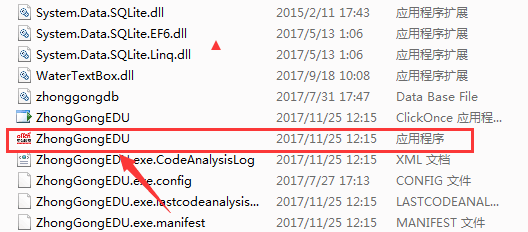 System.Data.SQLite.dll 2015/2/11 17:43 应用程序扩展
System.Data.SQLite.EF6.dll 2017/5/13 1:06 应用程序扩展
System.Data.SQLite.Linq.dll 2017/5/13 1:06 应用程序扩展
WaterTextBox.dll 2017/9/18 10:08 应用程序扩展
zhonggongdb 2017/7/31 17:47 Data Base File
ZhongGongEDU 2017/11/25 12:15 ClickOnce 应用程...
ZhongGongEDU 2017/11/25 12:15 应用程序
ZhongGongEDU.exe.CodeAnalysisLog 2017/11/25 12:15 XML 文档
ZhongGongEDU.exe.config 2017/7/27 17:13 CONFIG 文件
ZhongGongEDU.exe.lastcodeanalysis... 2017/11/25 12:15 LASTCODEANAL...
ZhongGongEDU.exe.manifest 2017/11/25 12:15 MANIFEST 文件